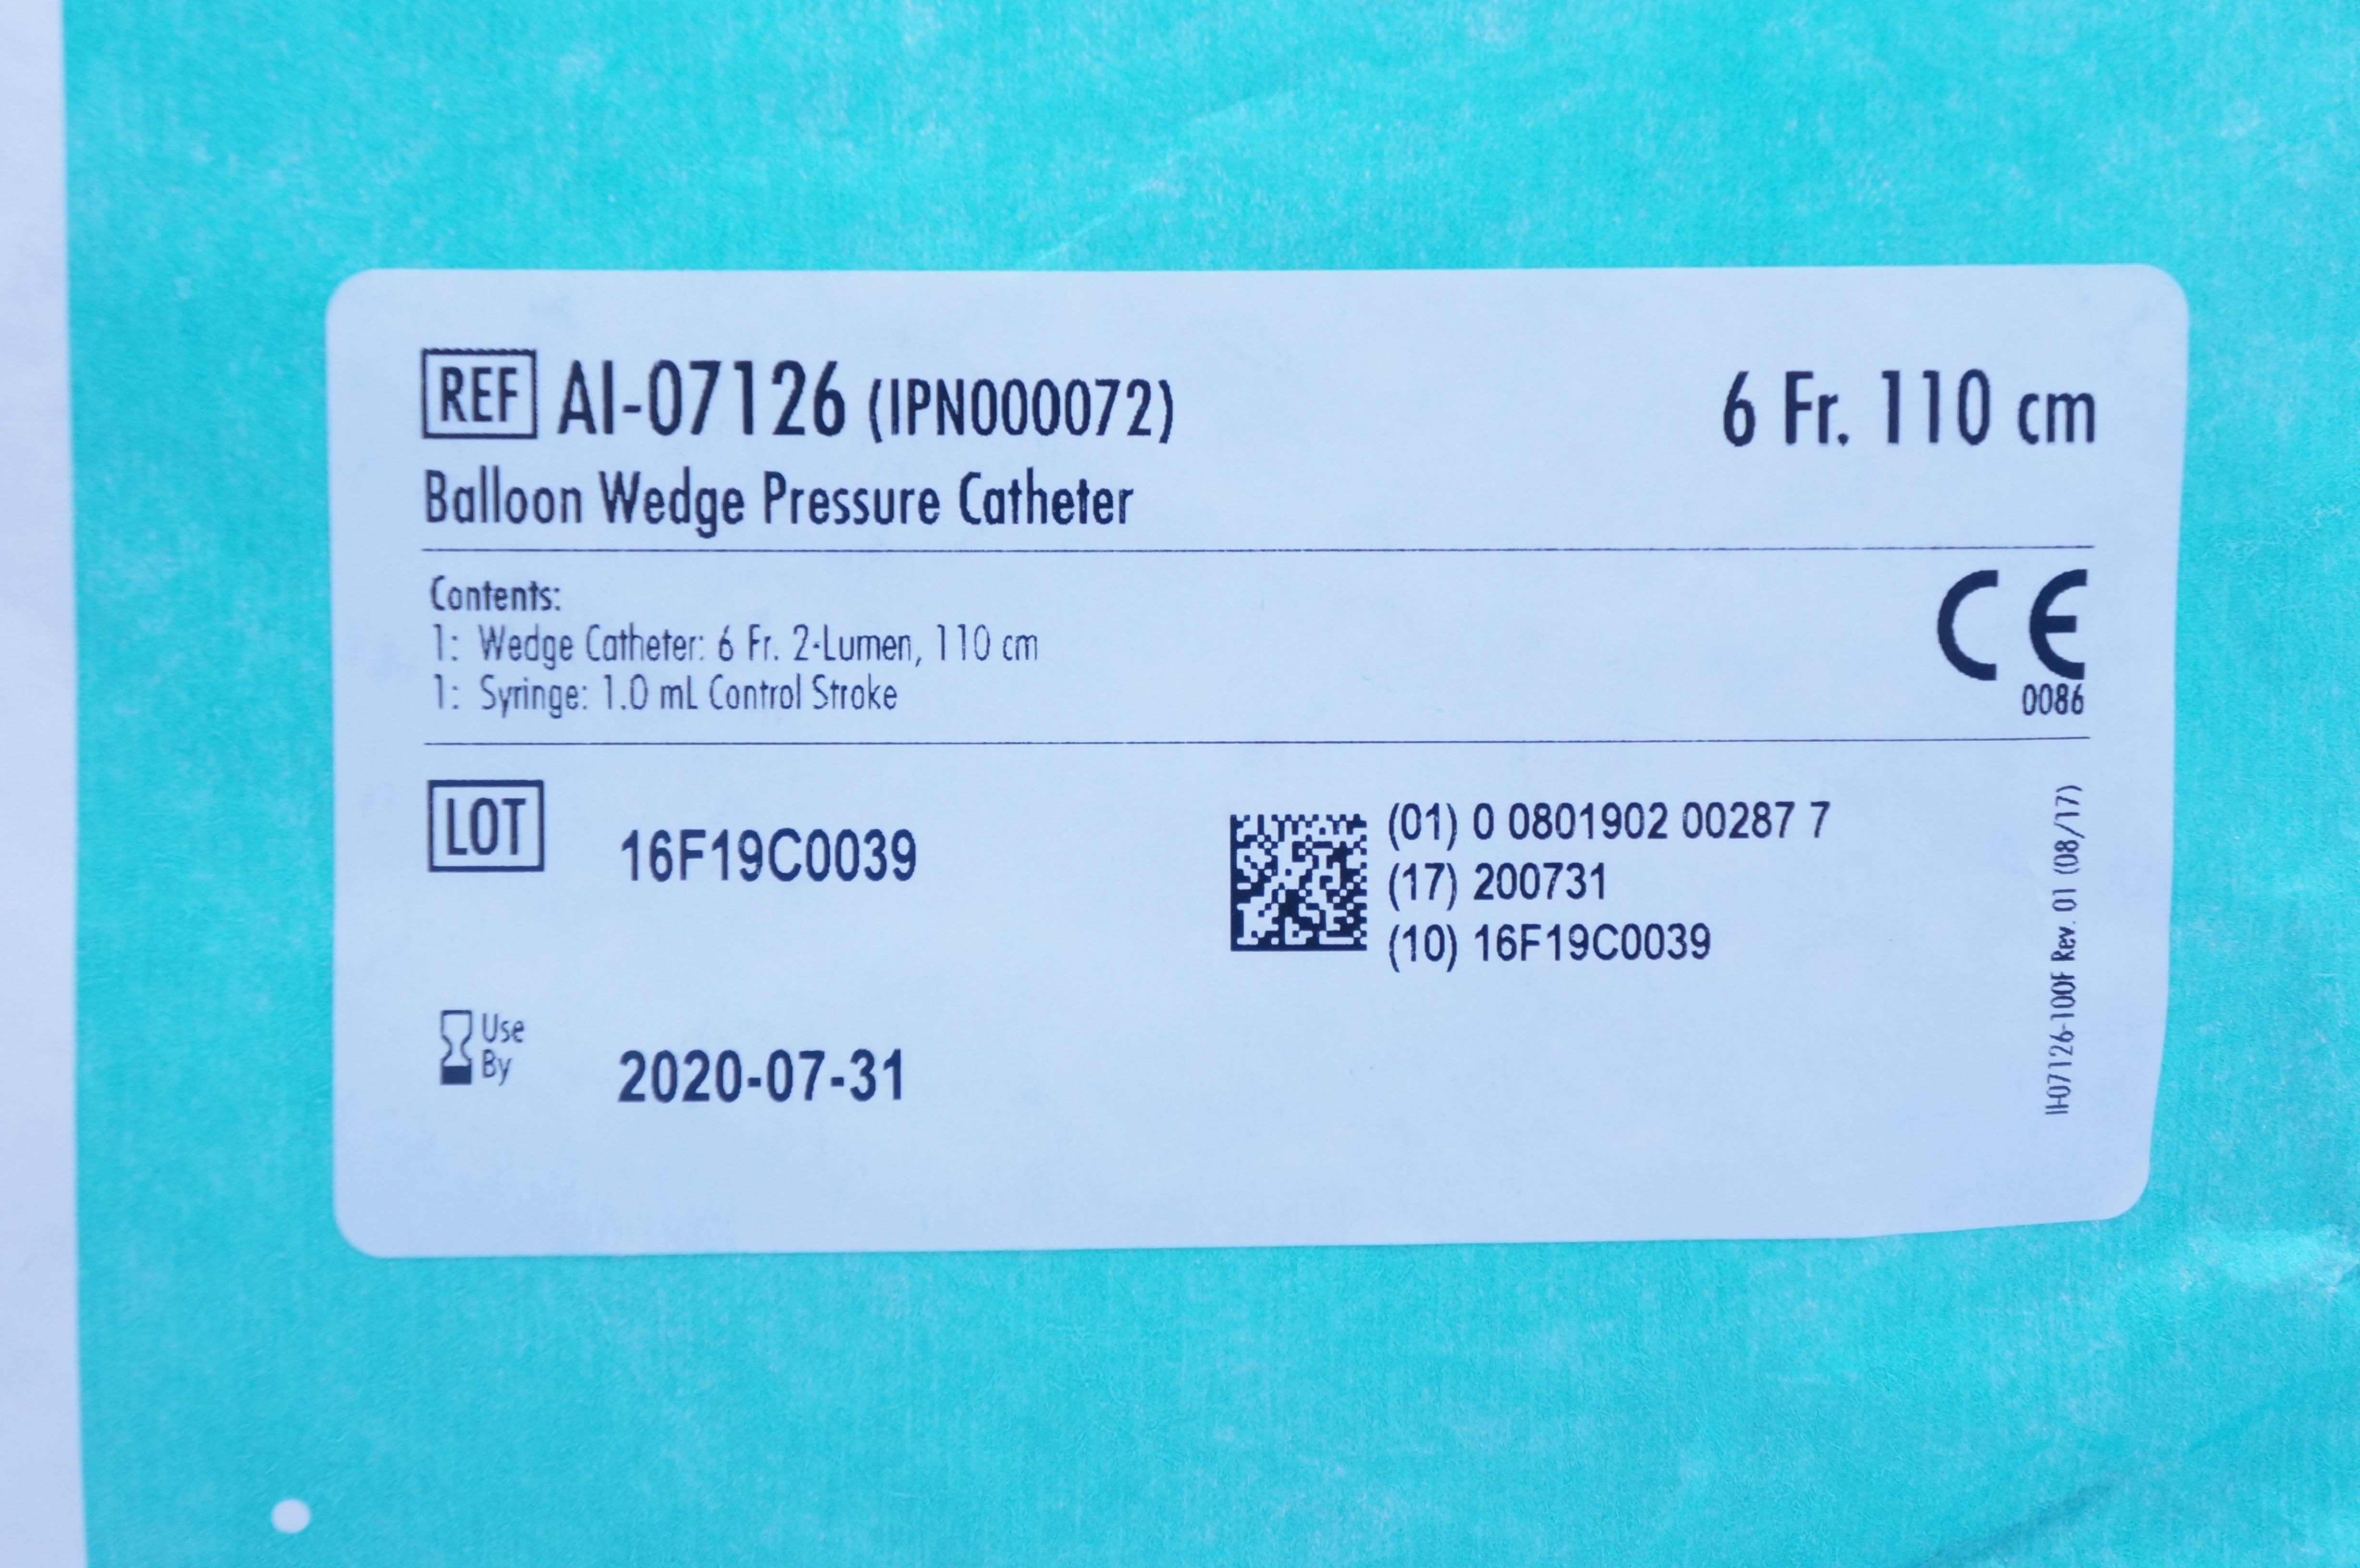 REF AI-07126 (IPN000072)
6 Fr. 110 cm
Balloon Wedge Pressure Catheter
Contents:
1: Wedge Catheter: 6 Fr. 2-Lumen, 110 cm
1: Syringe: 1.0 mL Control Stroke
CE
0086
LOT 16F19C0039
(01) 0 0801902 00287 7
(17) 200731
(10) 16F19C0039
Use
By
2020-07-31
II-07126-100F Rev. 01 (08/17)